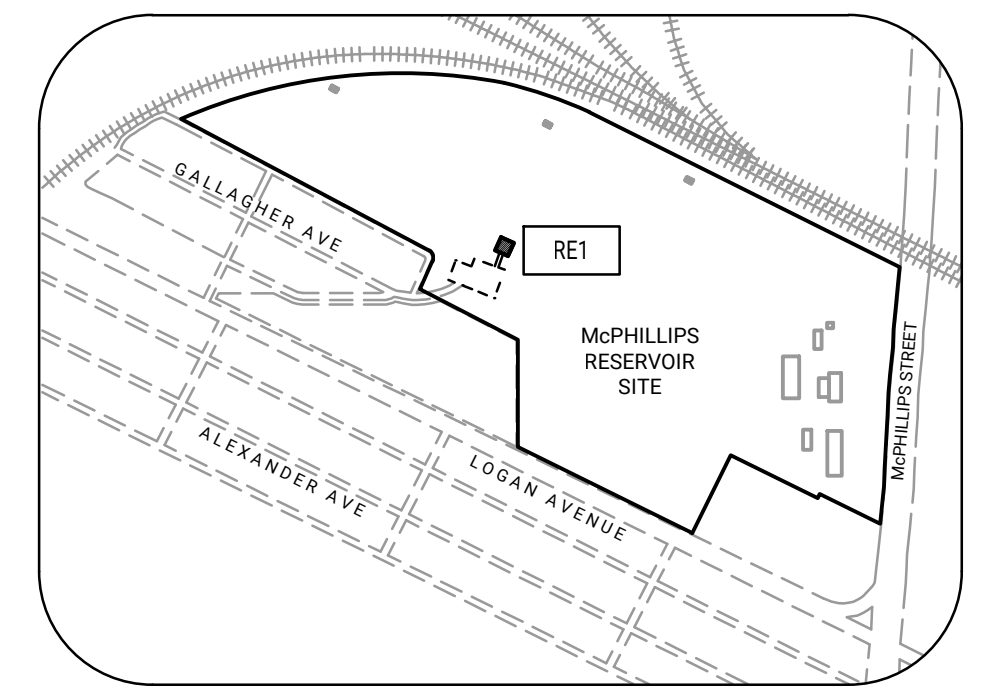 GALLAGHER AVE
RE1
McPHILLIPS
RESERVOIR
SITE
McPHILLIPS STREET
ALEXANDER AVE
LOGAN AVENUE